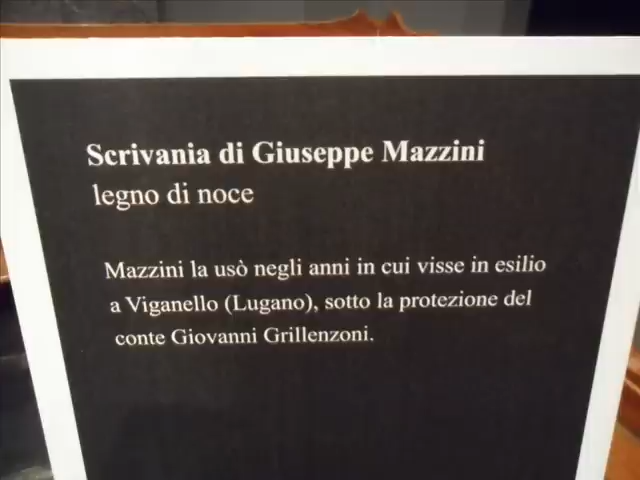 Scrivania di Giuseppe Mazzini
legno di noce
Mazzini la usò negli anni in cui visse in esilio
a Viganello (Lugano), sotto la protezione del
conte Giovanni Grillenzoni.